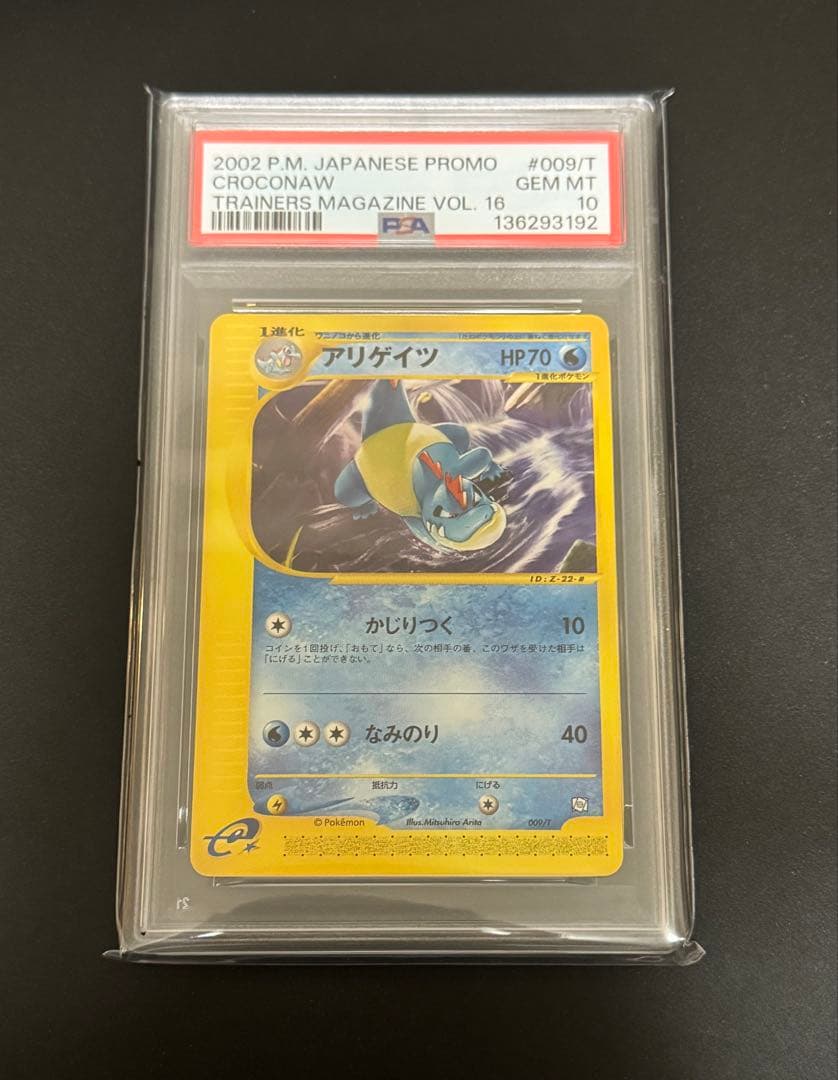 2002 P.M. JAPANESE PROMO #009/T
CROCONAW GEM MT
TRAINERS MAGAZINE VOL. 16 10
PSA 136293192
1進化 ワニノコから進化
アリゲイツ HP70
1進化ポケモン
ID:Z-22-#
かじりつく 10
コインを1回投げ、「おもて」なら、次の相手の番、このワザを受けた相手は
「にげる」ことができない。
なみのり 40
弱点 抵抗力 にげる
© Pokémon Illus.Mitsuhiro Arita 009/T
e
21